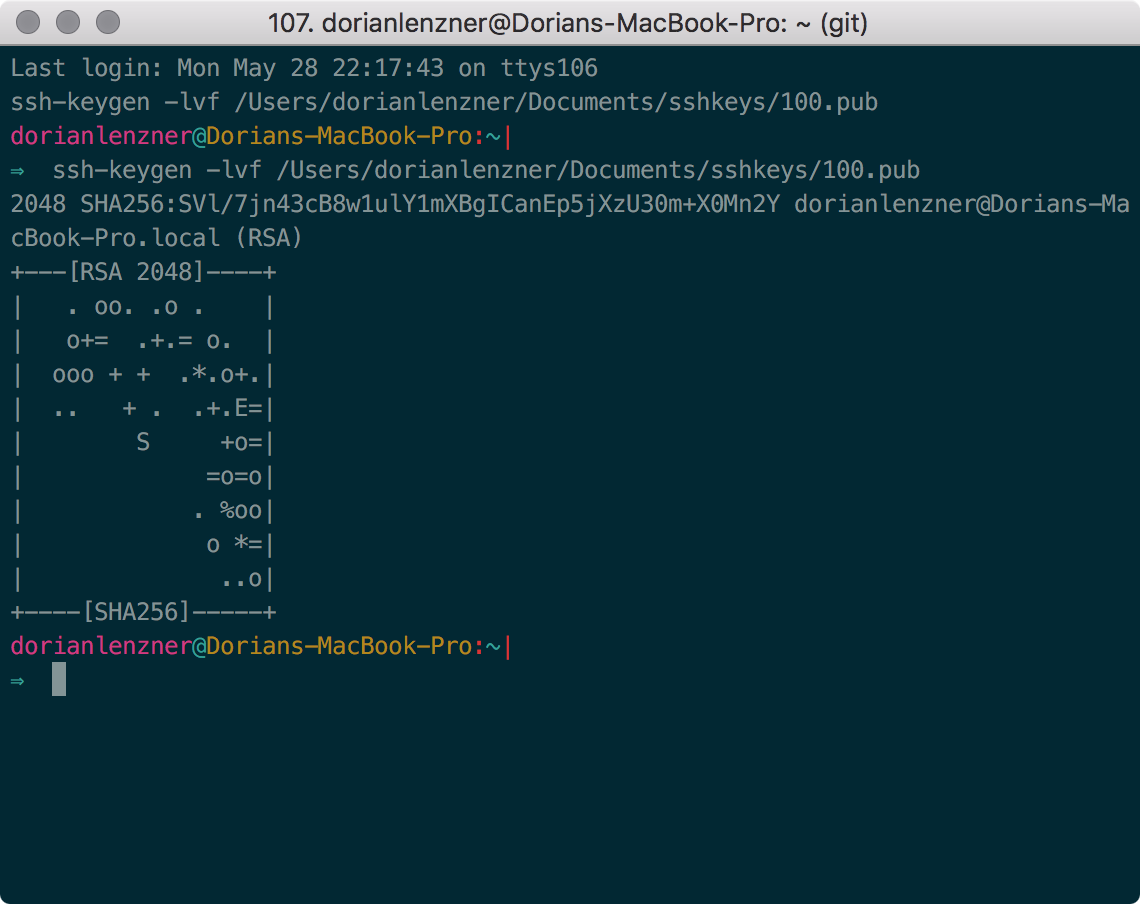 107. dorianlenzner@Dorians-MacBook-Pro: ~ (git)
Last login: Mon May 28 22:17:43 on ttys106
ssh-keygen -lvf /Users/dorianlenzner/Documents/sshkeys/100.pub
dorianlenzner@Dorians-MacBook-Pro:~|
⇒  ssh-keygen -lvf /Users/dorianlenzner/Documents/sshkeys/100.pub
2048 SHA256:SVl/7jn43cB8w1ulY1mXBgICanEp5jXzU30m+X0Mn2Y dorianlenzner@Dorians-Ma
cBook-Pro.local (RSA)
+---[RSA 2048]----+
|   . oo. .o .    |
|   o+=  .+.= o.  |
|  ooo + +  .*.o+.|
|  ..   + .  .+.E=|
|        S     +o=|
|             =o=o|
|            . %oo|
|             o *=|
|              ..o|
+----[SHA256]-----+
dorianlenzner@Dorians-MacBook-Pro:~|
⇒